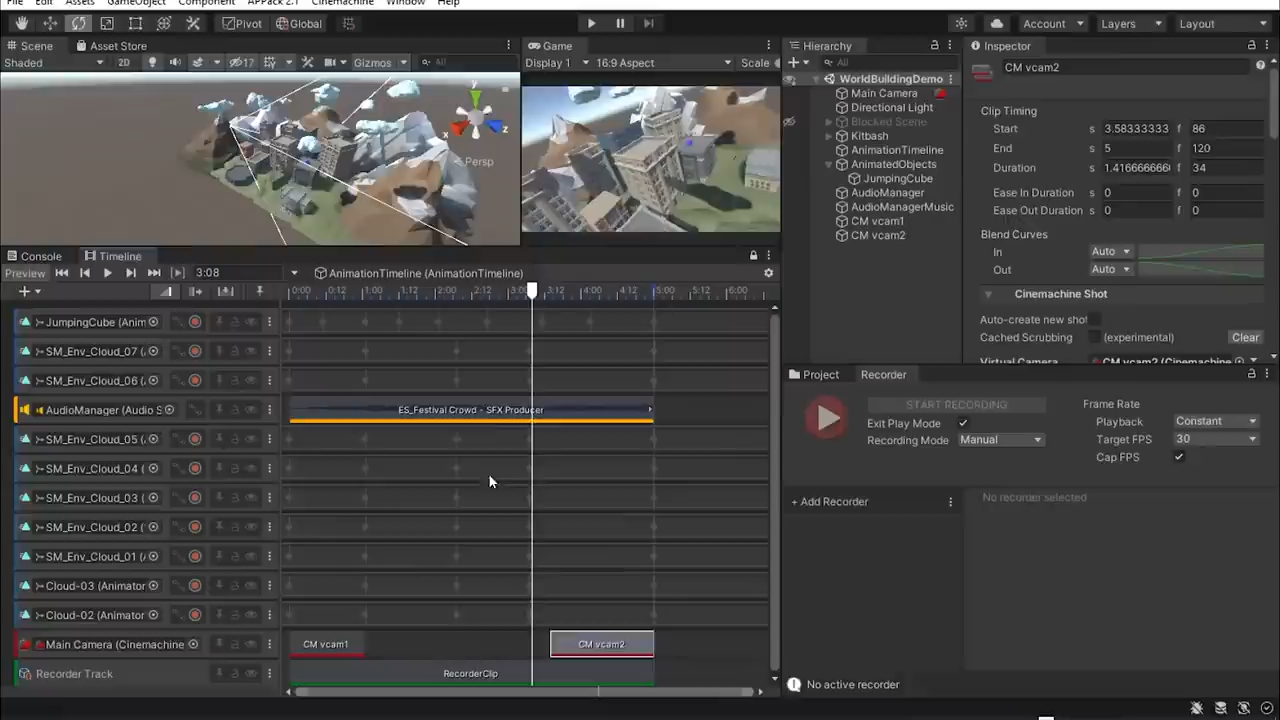 File Edit Assets GameObject Component APPack 2.1 Cinemachine Window Help
Pivot Global Account Layers Layout
Scene Asset Store
Shaded 2D 17 Gizmos All
y
x
z
Persp
Game
Display 1 16:9 Aspect Scale
Hierarchy
All
WorldBuildingDemo
Main Camera
Directional Light
Blocked Scene
Kitbash
AnimationTimeline
AnimatedObjects
JumpingCube
AudioManager
AudioManagerMusic
CM vcam1
CM vcam2
Inspector
CM vcam2
Clip Timing
Start s 3.58333333 f 86
End s 5 f 120
Duration s 1.4166666666 f 34
Ease In Duration s 0 f 0
Ease Out Duration s 0 f 0
Blend Curves
In Auto
Out Auto
Cinemachine Shot
Auto-create new shot
Cached Scrubbing (experimental) Clear
Virtual Camera CM vcam2 (Cinemachine
Console Timeline
Preview 3:08 AnimationTimeline (AnimationTimeline)
0:00 0:12 1:00 1:12 2:00 2:12 3:00 3:12 4:00 4:12 5:00 6:00
JumpingCube (Anim
SM_Env_Cloud_07 (
SM_Env_Cloud_06 (
AudioManager (Audio S ES_Festival Crowd - SFX Producer
SM_Env_Cloud_05 (
SM_Env_Cloud_04 (
SM_Env_Cloud_03 (
SM_Env_Cloud_02 (
SM_Env_Cloud_01 (
Cloud-03 (Animator
Cloud-02 (Animator
Main Camera (Cinemachine CM vcam1 CM vcam2
Recorder Track RecorderClip
Project Recorder
START RECORDING
Exit Play Mode
Recording Mode Manual
Frame Rate
Playback Constant
Target FPS 30
Cap FPS
+ Add Recorder
No recorder selected
No active recorder